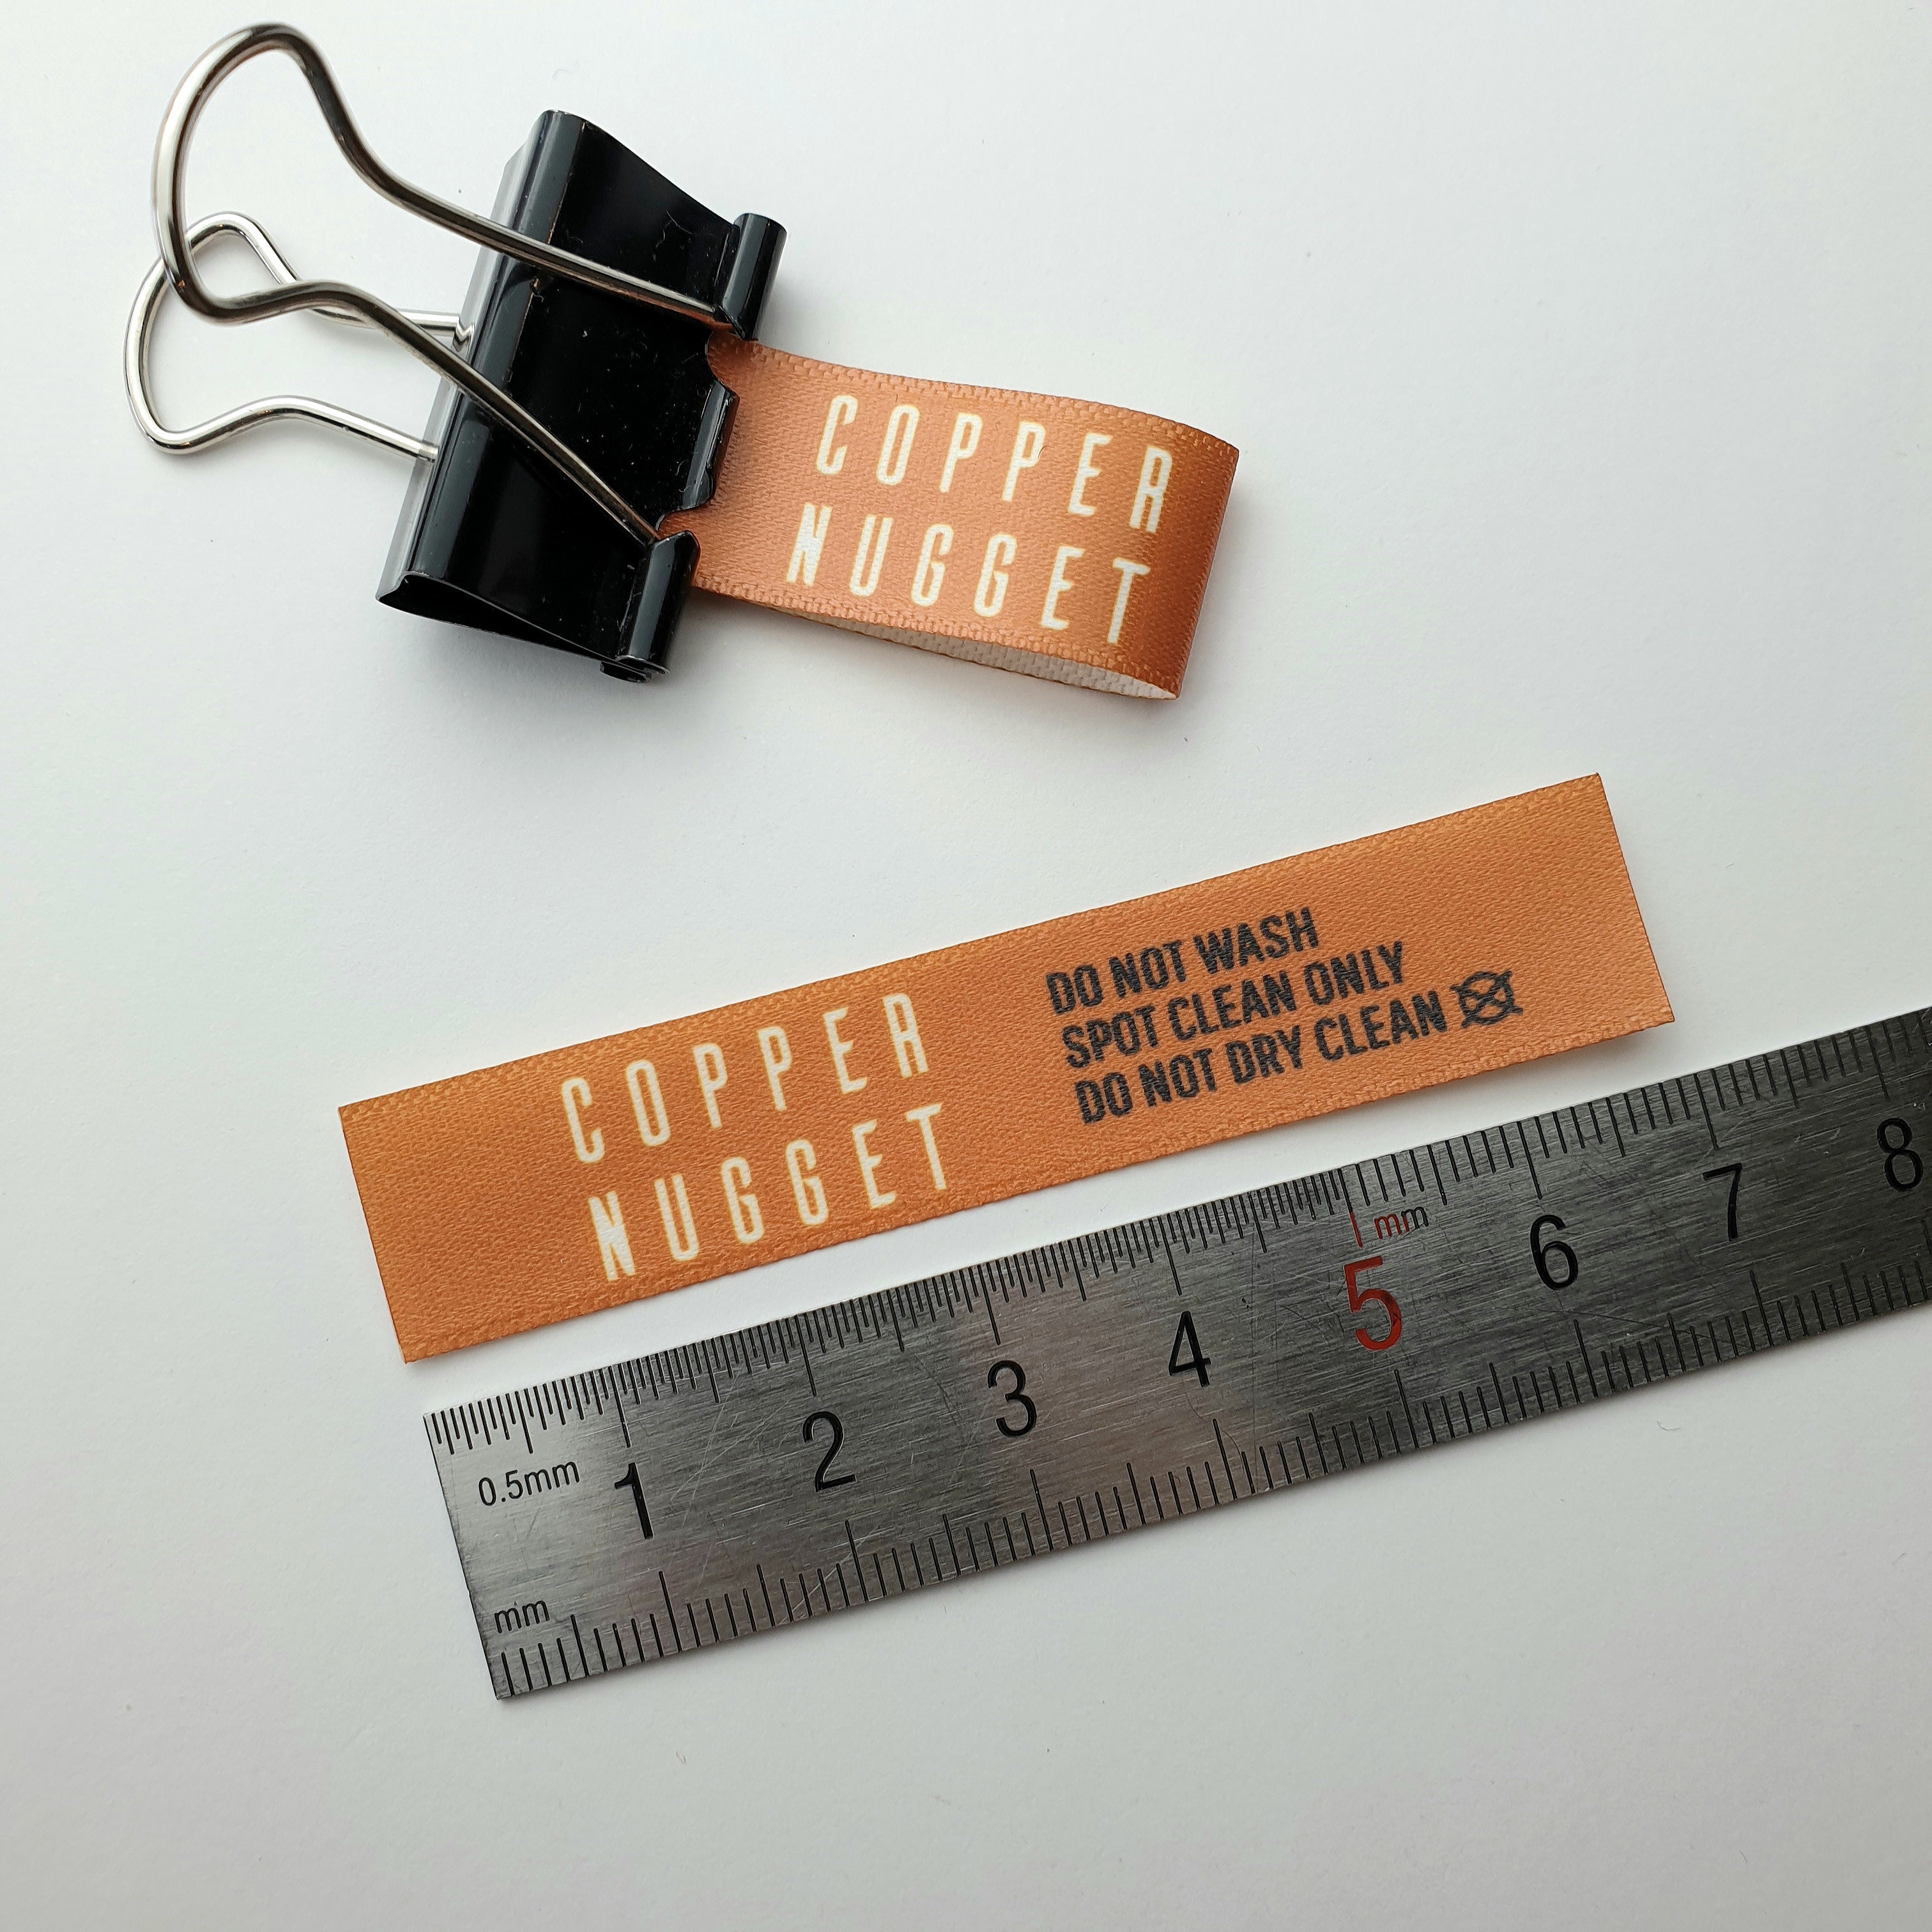 COPPER
NUGGET
COPPER
NUGGET
DO NOT WASH
SPOT CLEAN ONLY
DO NOT DRY CLEAN
1 2 3 4 5 6 7 8
1 mm
0.5mm
mm